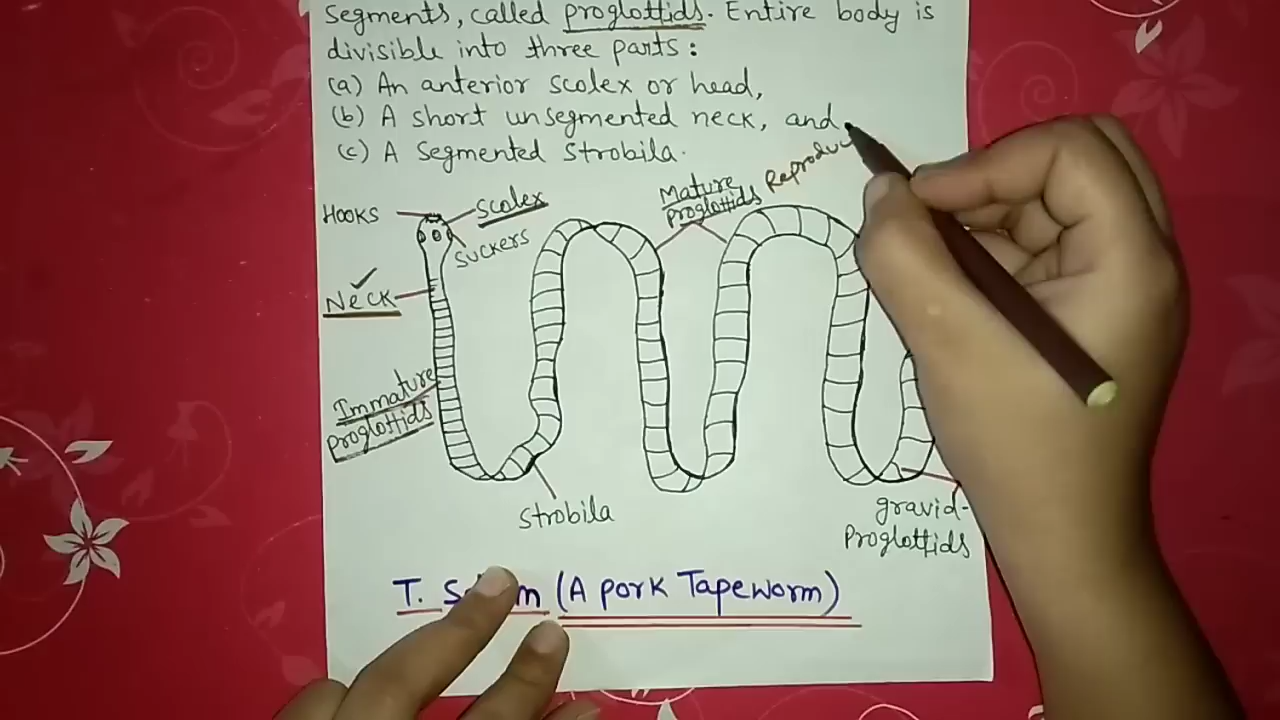 segments, called proglottids. Entire body is
divisible into three parts :
(a) An anterior scolex or head,
(b) A short unsegmented neck, and
(c) A segmented strobila.
Reproduc
Mature
proglottids
HOOKS
scolex
suckers
Neck
Immature
proglottids
strobila
gravid-
Proglottids
T. (A pork Tapeworm)